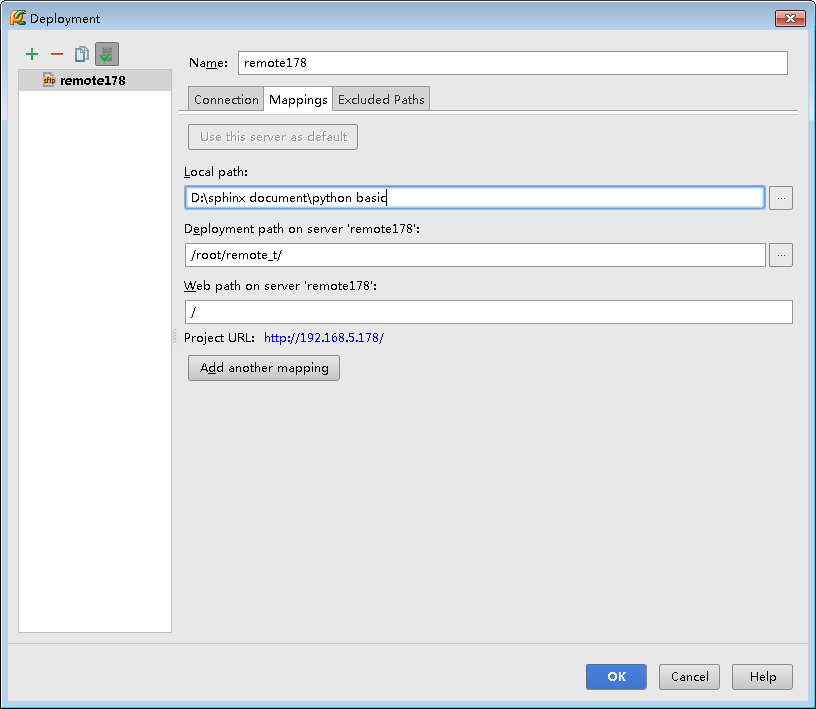 Deployment
Name: remote178
sftp remote178
Connection Mappings Excluded Paths
Use this server as default
Local path:
D:\sphinx document\python basic
...
Deployment path on server 'remote178':
/root/remote_t/
...
Web path on server 'remote178':
/
Project URL: http://192.168.5.178/
Add another mapping
OK Cancel Help